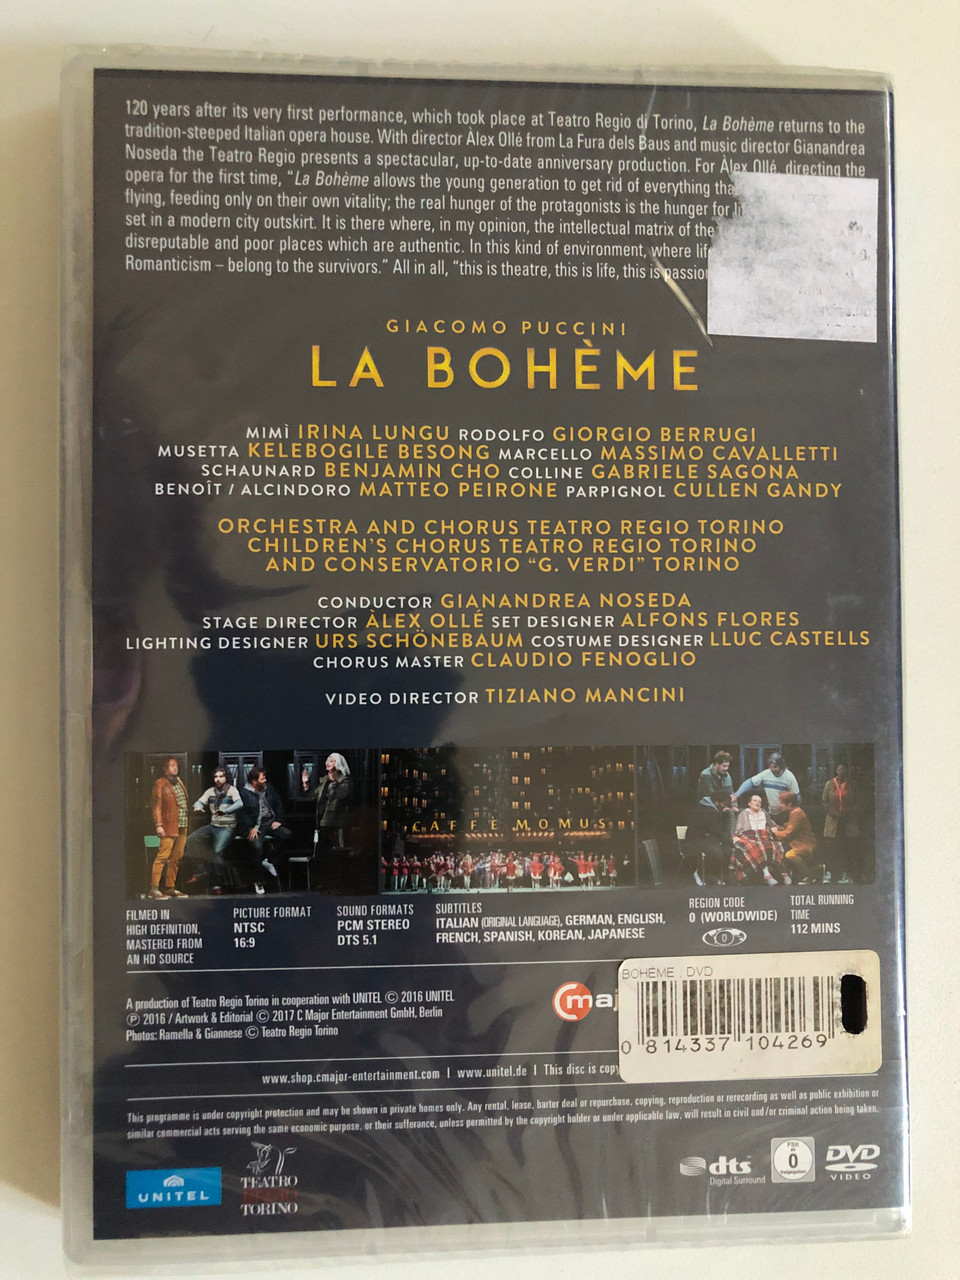 120 years after its very first performance, which took place at Teatro Regio di Torino, La Bohème returns to the
tradition-steeped Italian opera house. With director Àlex Ollé from La Fura dels Baus and music director Gianandrea
Noseda the Teatro Regio presents a spectacular, up-to-date anniversary production. For Àlex Ollé, directing the
opera for the first time, "La Bohème allows the young generation to get rid of everything
flying, feeding only on their own vitality; the real hunger of the protagonists is the hunger for
set in a modern city outskirt. It is there where, in my opinion, the intellectual matrix of the
disreputable and poor places which are authentic. In this kind of environment, where
Romanticism – belong to the survivors." All in all, "this is theatre, this is life, this is passion
GIACOMO PUCCINI
LA BOHÈME
MIMÌ IRINA LUNGU RODOLFO GIORGIO BERRUGI
MUSETTA KELEBOGILE BESONG MARCELLO MASSIMO CAVALLETTI
SCHAUNARD BENJAMIN CHO COLLINE GABRIELE SAGONA
BENOÎT / ALCINDORO MATTEO PEIRONE PARPIGNOL CULLEN GANDY
ORCHESTRA AND CHORUS TEATRO REGIO TORINO
CHILDREN'S CHORUS TEATRO REGIO TORINO
AND CONSERVATORIO "G. VERDI" TORINO
CONDUCTOR GIANANDREA NOSEDA
STAGE DIRECTOR ÀLEX OLLÉ SET DESIGNER ALFONS FLORES
LIGHTING DESIGNER URS SCHÖNEBAUM COSTUME DESIGNER LLUC CASTELLS
CHORUS MASTER CLAUDIO FENOGLIO
VIDEO DIRECTOR TIZIANO MANCINI
CAFFÈ MOMUS
FILMED IN
HIGH DEFINITION,
MASTERED FROM
AN HD SOURCE
PICTURE FORMAT
NTSC
16:9
SOUND FORMATS
PCM STEREO
DTS 5.1
SUBTITLES
ITALIAN (ORIGINAL LANGUAGE), GERMAN, ENGLISH,
FRENCH, SPANISH, KOREAN, JAPANESE
REGION CODE
0 (WORLDWIDE)
0
TOTAL RUNNING
TIME
112 MINS
A production of Teatro Regio Torino in cooperation with UNITEL © 2016 UNITEL
℗ 2016 / Artwork & Editorial © 2017 C Major Entertainment GmbH, Berlin
Photos: Ramella & Giannese © Teatro Regio Torino
c maj
BOHÈME . DVD
0 814337 104269
www.shop.cmajor-entertainment.com I www.unitel.de I This disc is cop
This programme is under copyright protection and may be shown in private homes only. Any rental, lease, barter deal or repurchase, copying, reproduction or rerecording as well as public exhibition or
similar commercial acts serving the same economic purpose, or their sufferance, unless permitted by the copyright holder or under applicable law, will result in civil and/or criminal action being taken.
UNITEL
TEATRO
REGIO
TORINO
dts
Digital Surround
FSK
ab
0
freigegeben
DVD
VIDEO